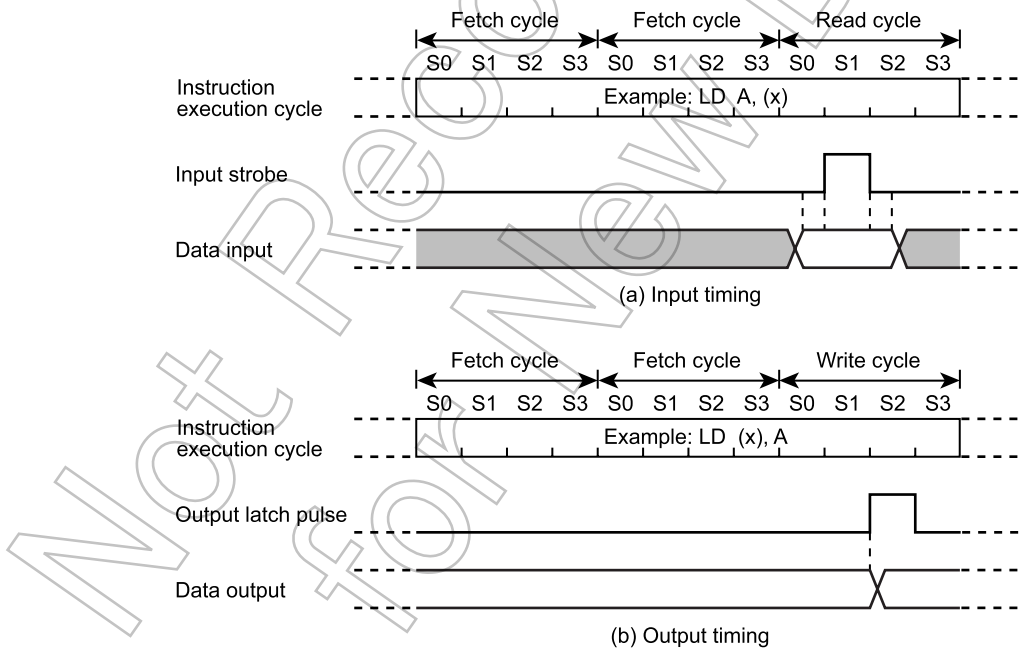 Fetch cycle Fetch cycle Read cycle
S0 S1 S2 S3 S0 S1 S2 S3 S0 S1 S2 S3
Instruction
execution cycle
Example: LD A, (x)
Input strobe
Data input
(a) Input timing
Fetch cycle Fetch cycle Write cycle
S0 S1 S2 S3 S0 S1 S2 S3 S0 S1 S2 S3
Instruction
execution cycle
Example: LD (x), A
Output latch pulse
Data output
(b) Output timing
Not Reco
for New D